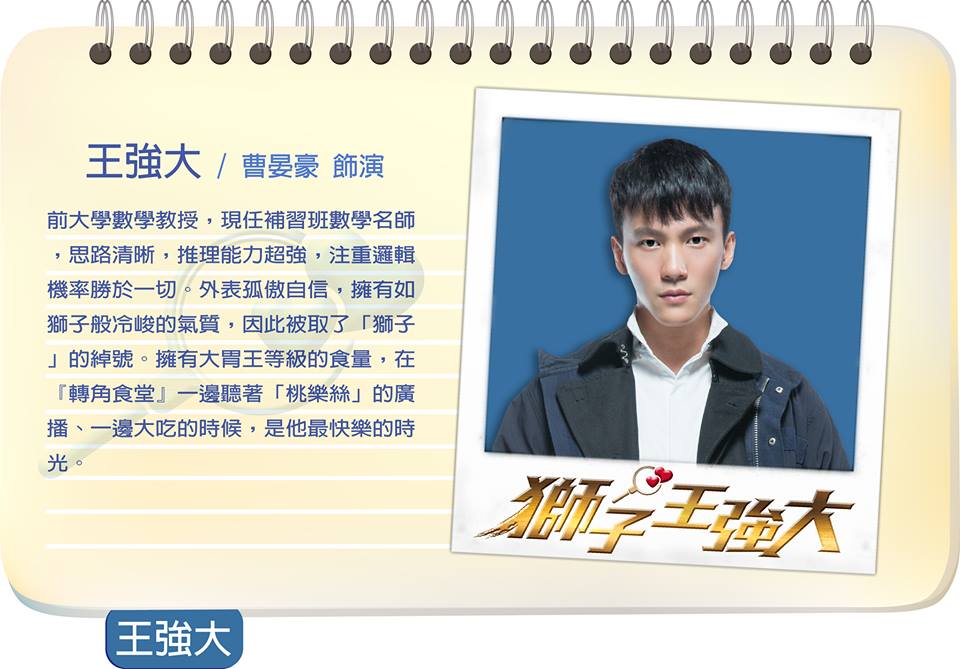 王強大 / 曹晏豪 飾演
前大學數學教授，現任補習班數學名師
，思路清晰，推理能力超強，注重邏輯
機率勝於一切。外表孤傲自信，擁有如
獅子般冷峻的氣質，因此被取了「獅子
」的綽號。擁有大胃王等級的食量，在
『轉角食堂』一邊聽著「桃樂絲」的廣
播、一邊大吃的時候，是他最快樂的時
光。
獅子王強大
王強大